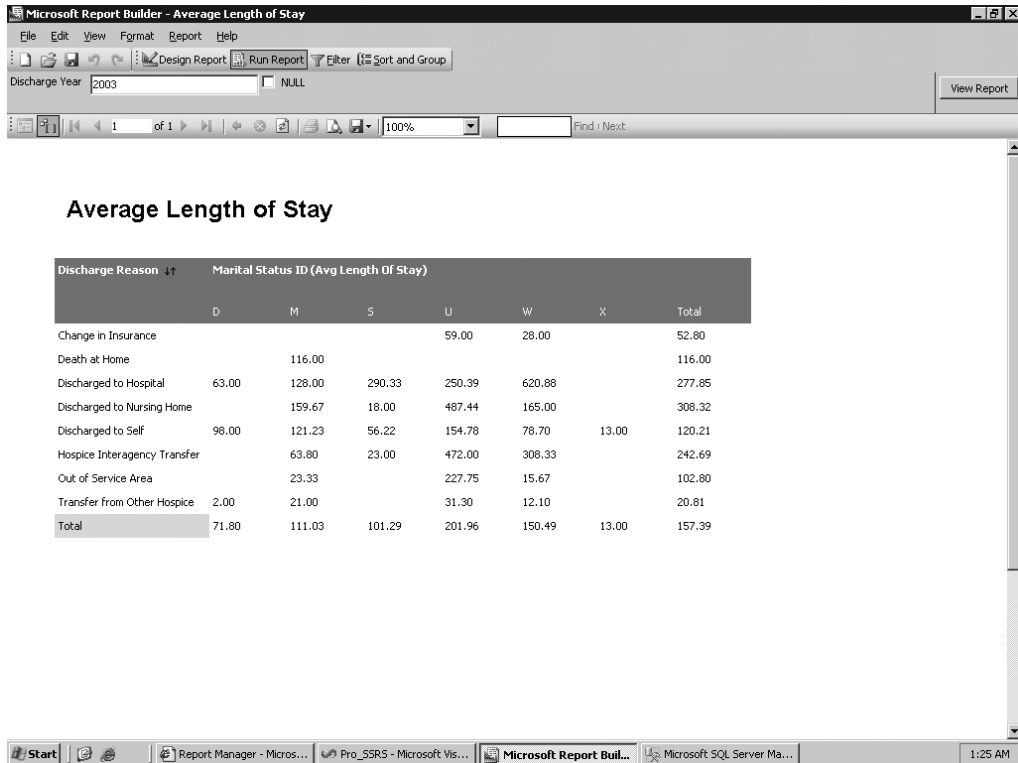 Microsoft Report Builder - Average Length of Stay
File Edit View Format Report Help
Design Report Run Report Filter Sort and Group
Discharge Year 2003 NULL View Report
1 of 1 100% Find Next
Average Length of Stay
Discharge Reason Marital Status ID (Avg Length Of Stay)
D M S U W X Total
Change in Insurance 59.00 28.00 52.80
Death at Home 116.00 116.00
Discharged to Hospital 63.00 128.00 290.33 250.39 620.88 277.85
Discharged to Nursing Home 159.67 18.00 487.44 165.00 308.32
Discharged to Self 98.00 121.23 56.22 154.78 78.70 13.00 120.21
Hospice Interagency Transfer 63.80 23.00 472.00 308.33 242.69
Out of Service Area 23.33 227.75 15.67 102.80
Transfer from Other Hospice 2.00 21.00 31.30 12.10 20.81
Total 71.80 111.03 101.29 201.96 150.49 13.00 157.39
Start Report Manager - Micros... Pro_SSRS - Microsoft Vis... Microsoft Report Buil... Microsoft SQL Server Ma... 1:25 AM